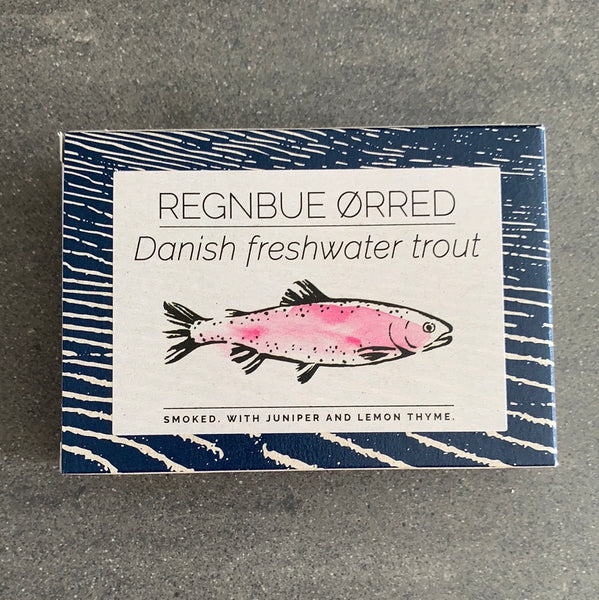 REGNBUE ØRRED
Danish freshwater trout
SMOKED. WITH JUNIPER AND LEMON THYME.